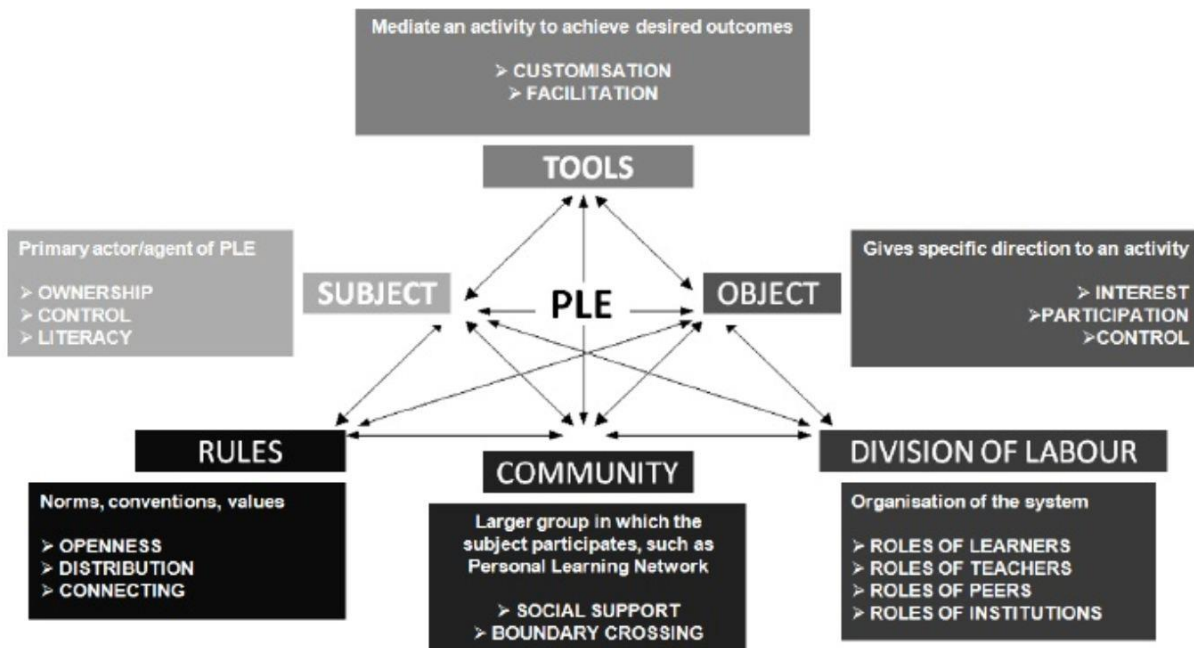 Mediate an activity to achieve desired outcomes
➤ CUSTOMISATION
➤ FACILITATION
TOOLS
Primary actor/agent of PLE
➤ OWNERSHIP
➤ CONTROL
➤ LITERACY
SUBJECT
PLE
OBJECT
Gives specific direction to an activity
➤ INTEREST
➤PARTICIPATION
➤CONTROL
RULES
Norms, conventions, values
➤ OPENNESS
➤ DISTRIBUTION
➤ CONNECTING
COMMUNITY
Larger group in which the
subject participates, such as
Personal Learning Network
➤ SOCIAL SUPPORT
➤ BOUNDARY CROSSING
DIVISION OF LABOUR
Organisation of the system
➤ ROLES OF LEARNERS
➤ ROLES OF TEACHERS
➤ ROLES OF PEERS
➤ ROLES OF INSTITUTIONS